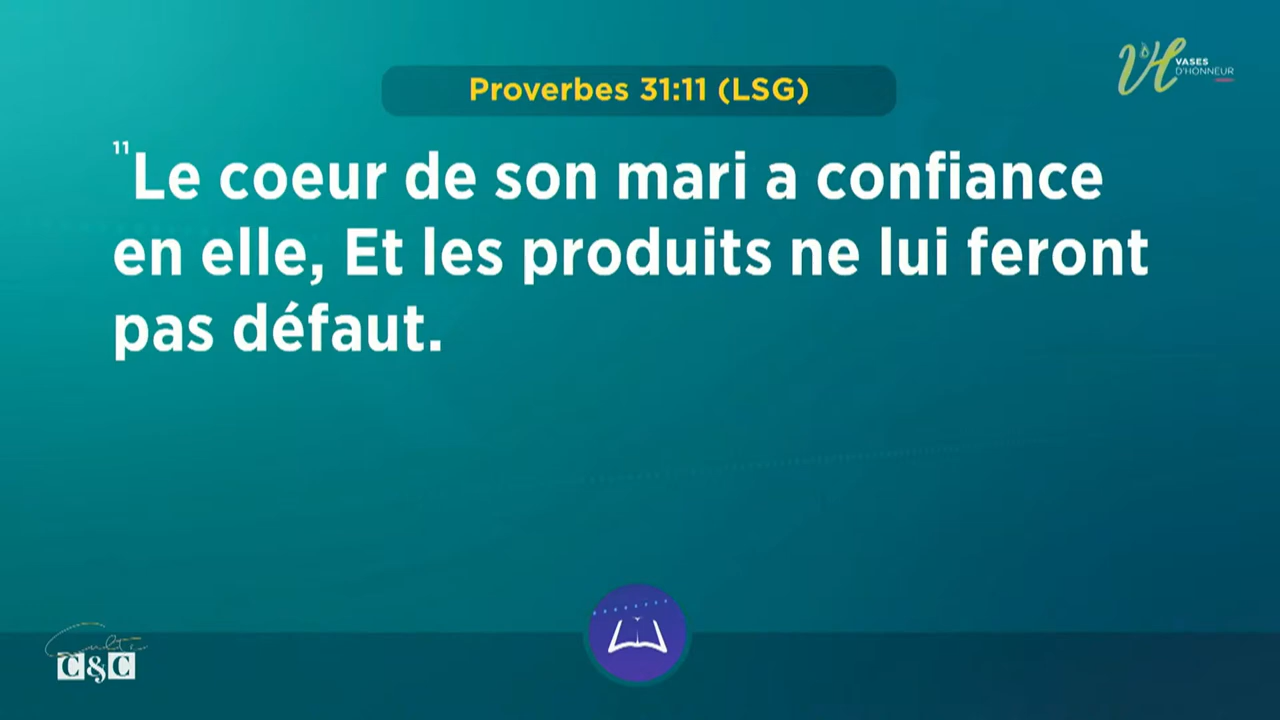 VASES
D'HONNEUR
Proverbes 31:11 (LSG)
11 Le coeur de son mari a confiance
en elle, Et les produits ne lui feront
pas défaut.
Culte
C&C